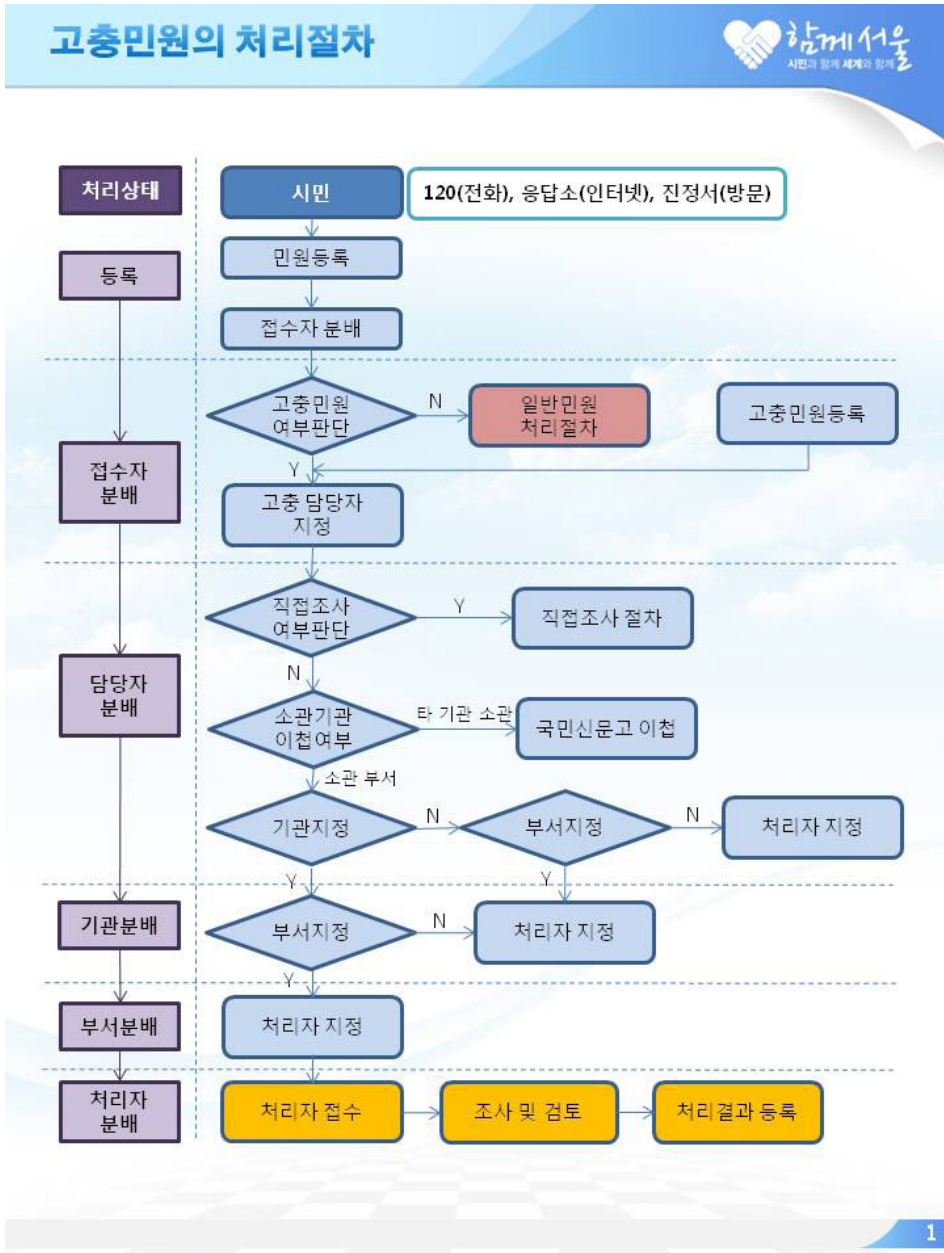 고충민원의 처리절차
함께서울
시민과 함께 세계와 함께
처리상태
시민
120(전화), 응답소(인터넷), 진정서(방문)
등록
민원등록
접수자 분배
접수자
분배
고충민원
여부판단
N
일반민원
처리절차
고충민원등록
Y
고충 담당자
지정
담당자
분배
직접조사
여부판단
Y
직접조사 절차
N
소관기관
이첩여부
타 기관 소관
국민신문고 이첩
소관 부서
기관지정
N
부서지정
N
처리자 지정
Y
Y
기관분배
부서지정
N
처리자 지정
Y
부서분배
처리자 지정
처리자
분배
처리자 접수
조사 및 검토
처리결과 등록
1